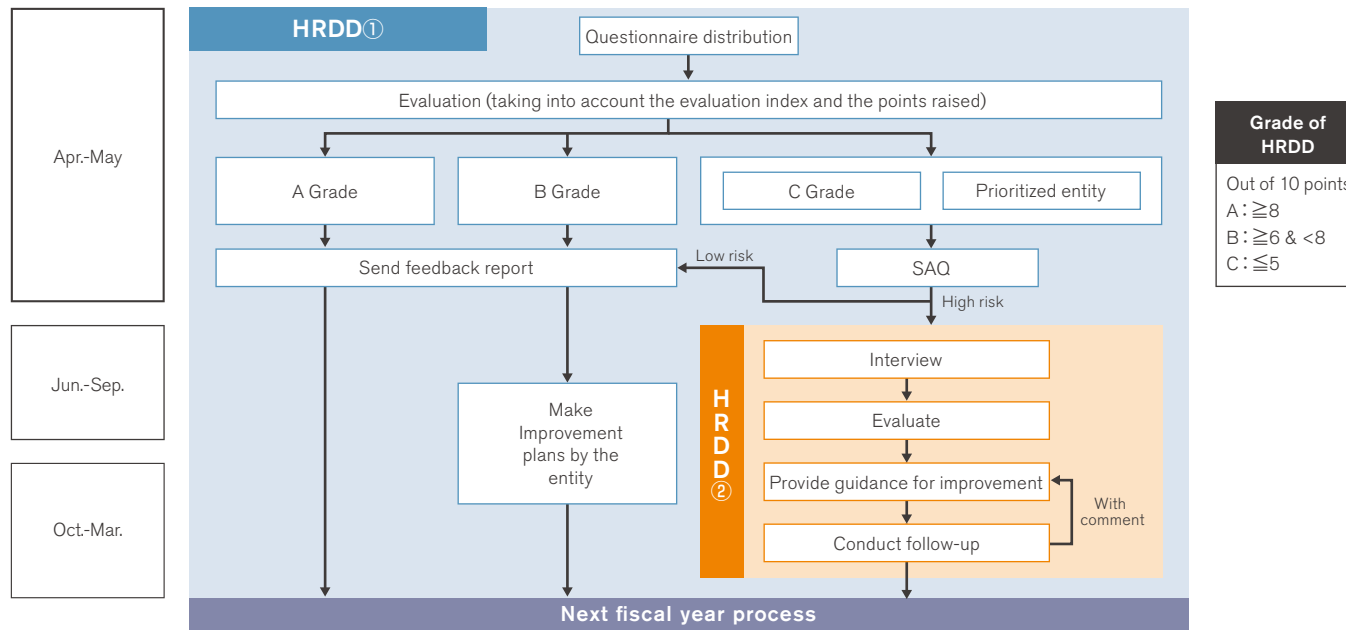 HRDD①
Questionnaire distribution
Evaluation (taking into account the evaluation index and the points raised)
Apr.-May
A Grade
B Grade
C Grade
Prioritized entity
Send feedback report
Low risk
SAQ
High risk
Jun.-Sep.
Oct.-Mar.
Make
Improvement
plans by the
entity
HRDD②
Interview
Evaluate
Provide guidance for improvement
With
comment
Conduct follow-up
Next fiscal year process
Grade of
HRDD
Out of 10 points
A:≧8
B:≧6 & <8
C:≦5